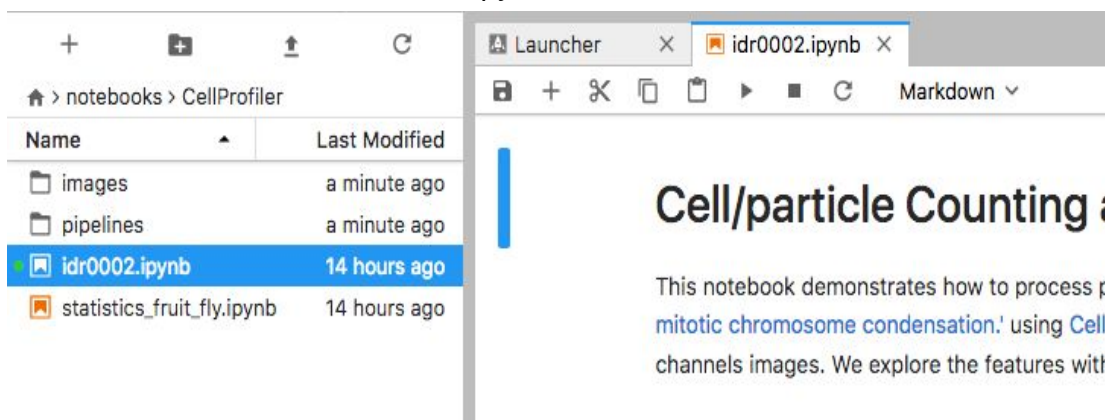 Launcher
idr0002.ipynb
> notebooks > CellProfiler
Markdown
Name
Last Modified
images
a minute ago
pipelines
a minute ago
idr0002.ipynb
14 hours ago
statistics_fruit_fly.ipynb
14 hours ago
Cell/particle Counting
This notebook demonstrates how to process
mitotic chromosome condensation.' using Cell
channels images. We explore the features with